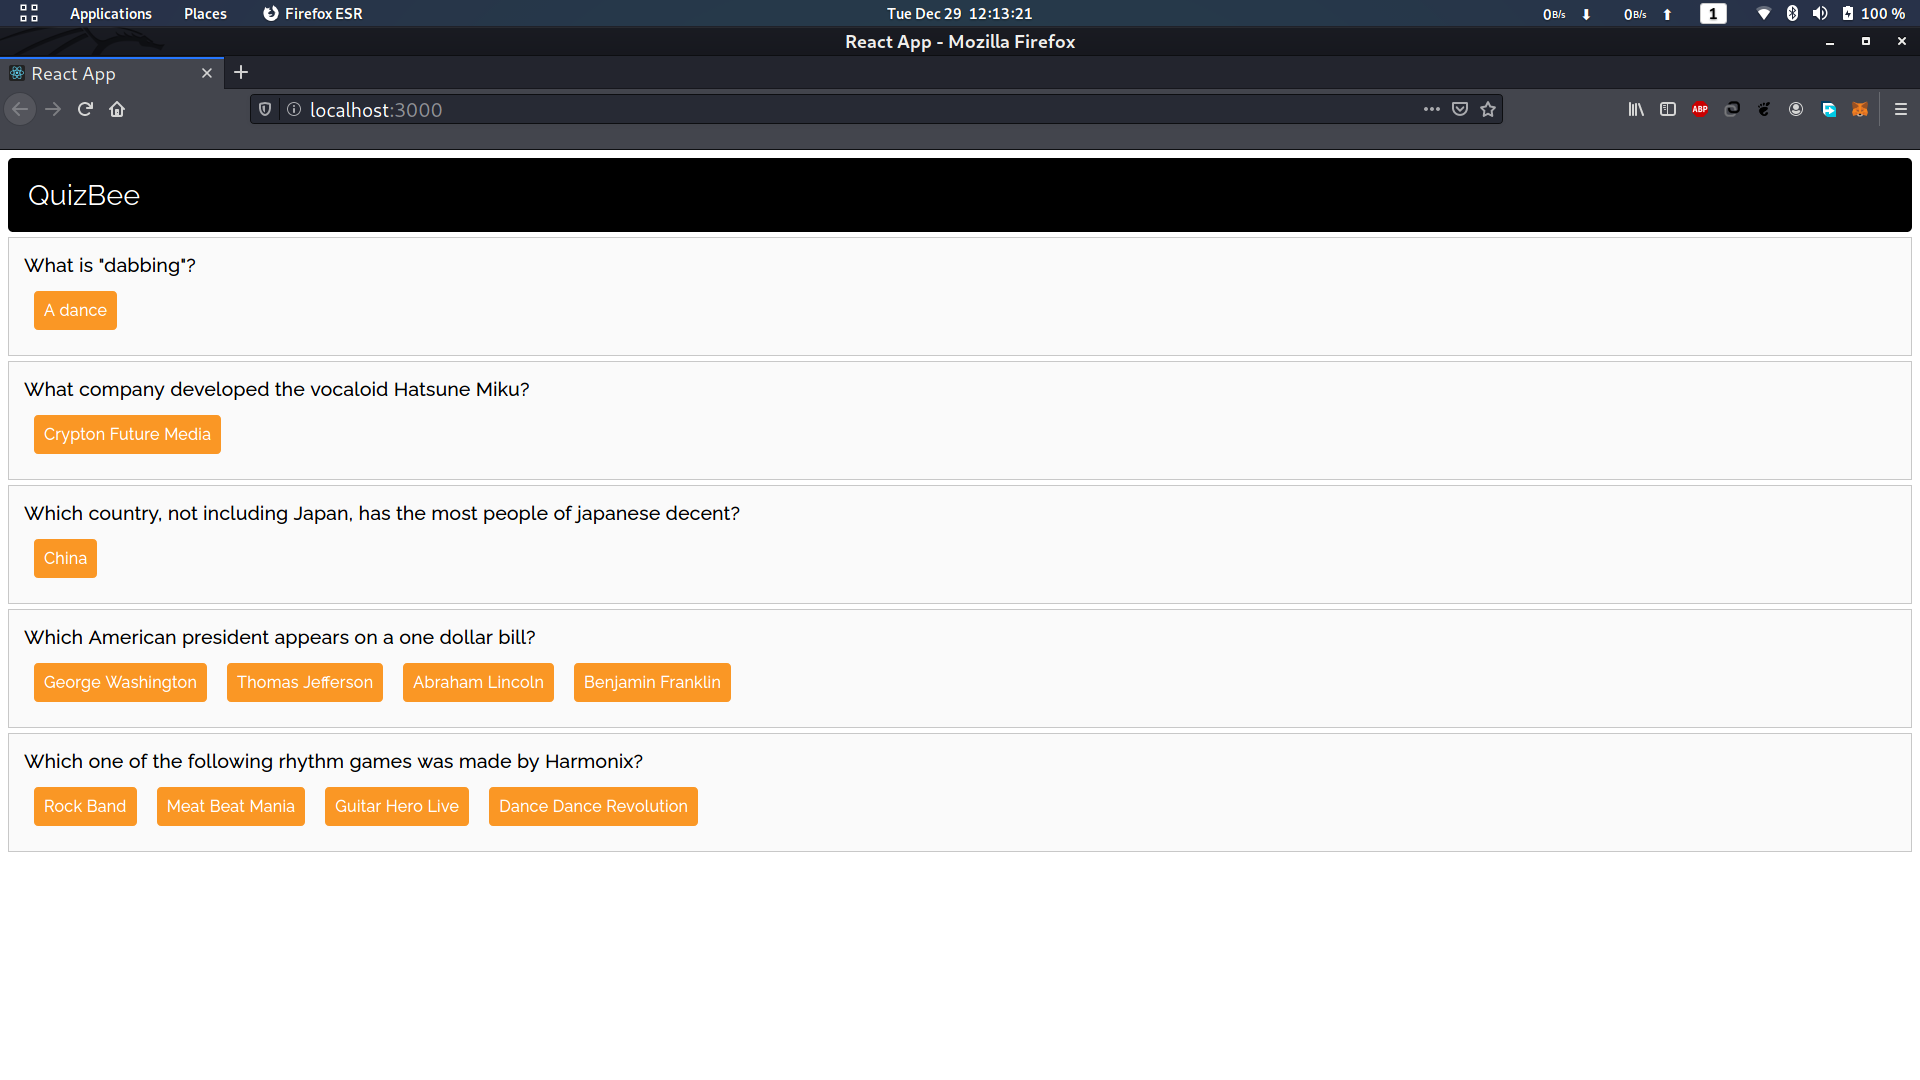 Applications Places Firefox ESR Tue Dec 29 12:13:21 0 B/s 0 B/s 1 100 %
React App - Mozilla Firefox
React App
localhost:3000 ABP
QuizBee
What is "dabbing"?
A dance
What company developed the vocaloid Hatsune Miku?
Crypton Future Media
Which country, not including Japan, has the most people of japanese decent?
China
Which American president appears on a one dollar bill?
George Washington Thomas Jefferson Abraham Lincoln Benjamin Franklin
Which one of the following rhythm games was made by Harmonix?
Rock Band Meat Beat Mania Guitar Hero Live Dance Dance Revolution